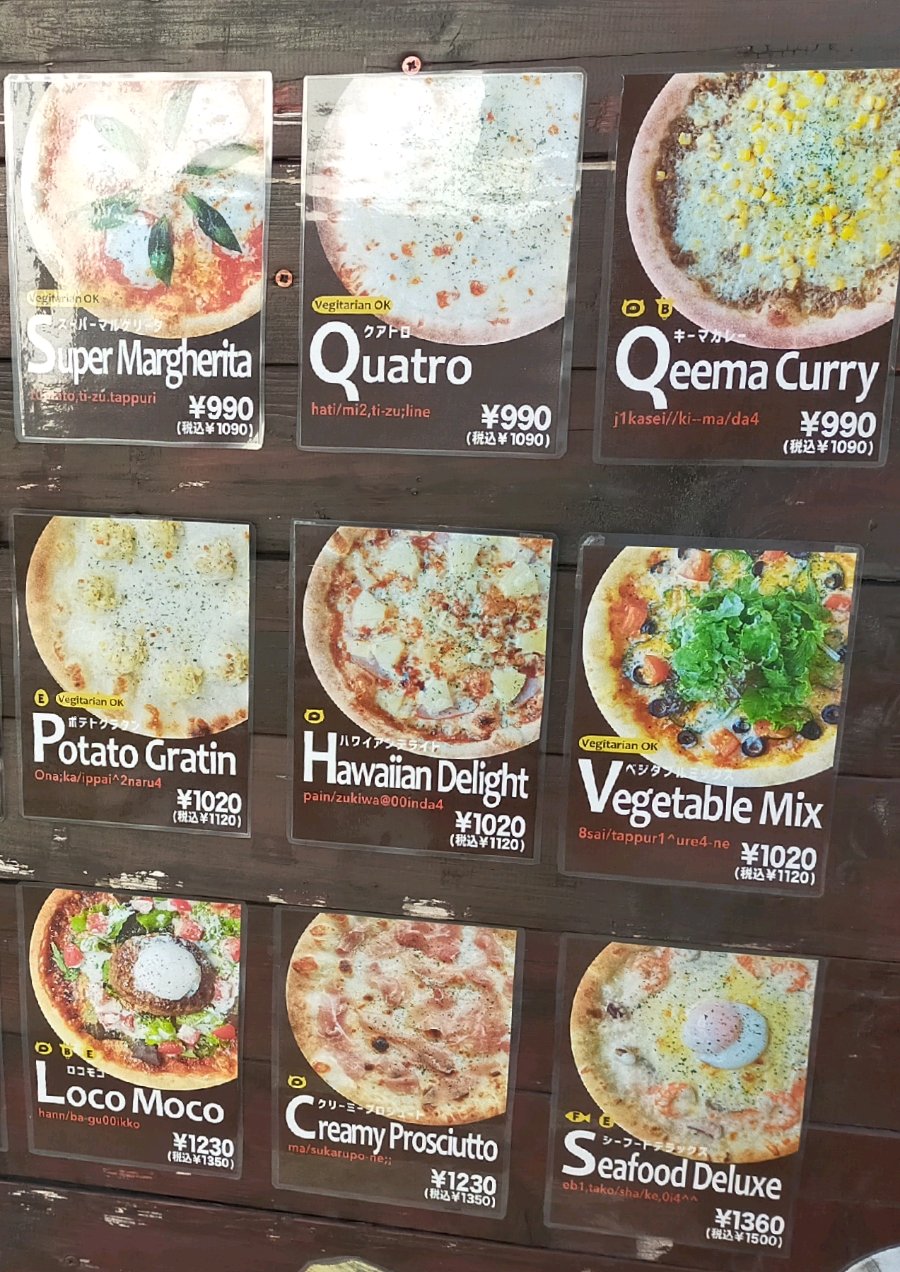 Vegitarian OK
スーパーマルゲリータ
Super Margherita
tomato,ti-zu.tappuri
¥990
(税込¥1090)
Vegitarian OK
クアトロ
Quatro
hati/mi2,ti-zu;line
¥990
(税込¥1090)
B
キーマカレー
Qeema Curry
j1kasei//ki--ma/da4
¥990
(税込¥1090)
E Vegitarian OK
ポテトグラタン
Potato Gratin
Ona;ka/ippai^2naru4
¥1020
(税込¥1120)
ハワイアンデライト
Hawaiian Delight
pain/zukiwa@00inda4
¥1020
(税込¥1120)
Vegitarian OK
ベジタブルミックス
Vegetable Mix
8sai/tappur1^ure4-ne
¥1020
(税込¥1120)
B E
ロコモコ
Loco Moco
hann/ba-gu00ikko
¥1230
(税込¥1350)
クリーミープロシュート
Creamy Prosciutto
ma/sukarupo-ne;;
¥1230
(税込¥1350)
F E
シーフードデラックス
Seafood Deluxe
eb1,tako/sha/ke,0i4^^
¥1360
(税込¥1500)